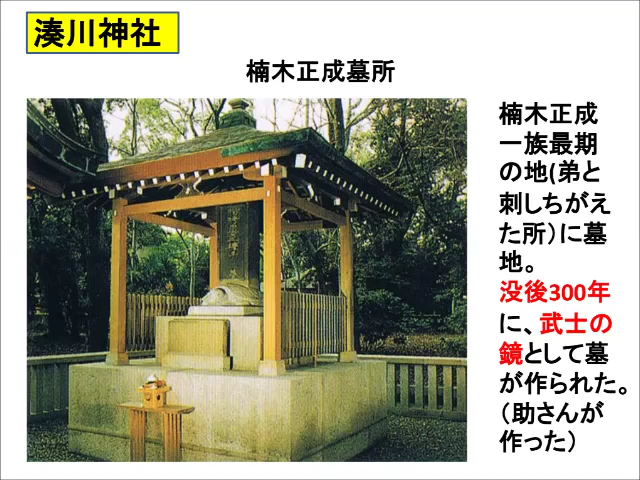 湊川神社
楠木正成墓所
楠木正成
一族最期
の地(弟と
刺しちがえ
た所）に墓
地。
没後300年
に、武士の
鏡として墓
が作られた。
（助さんが
作った）